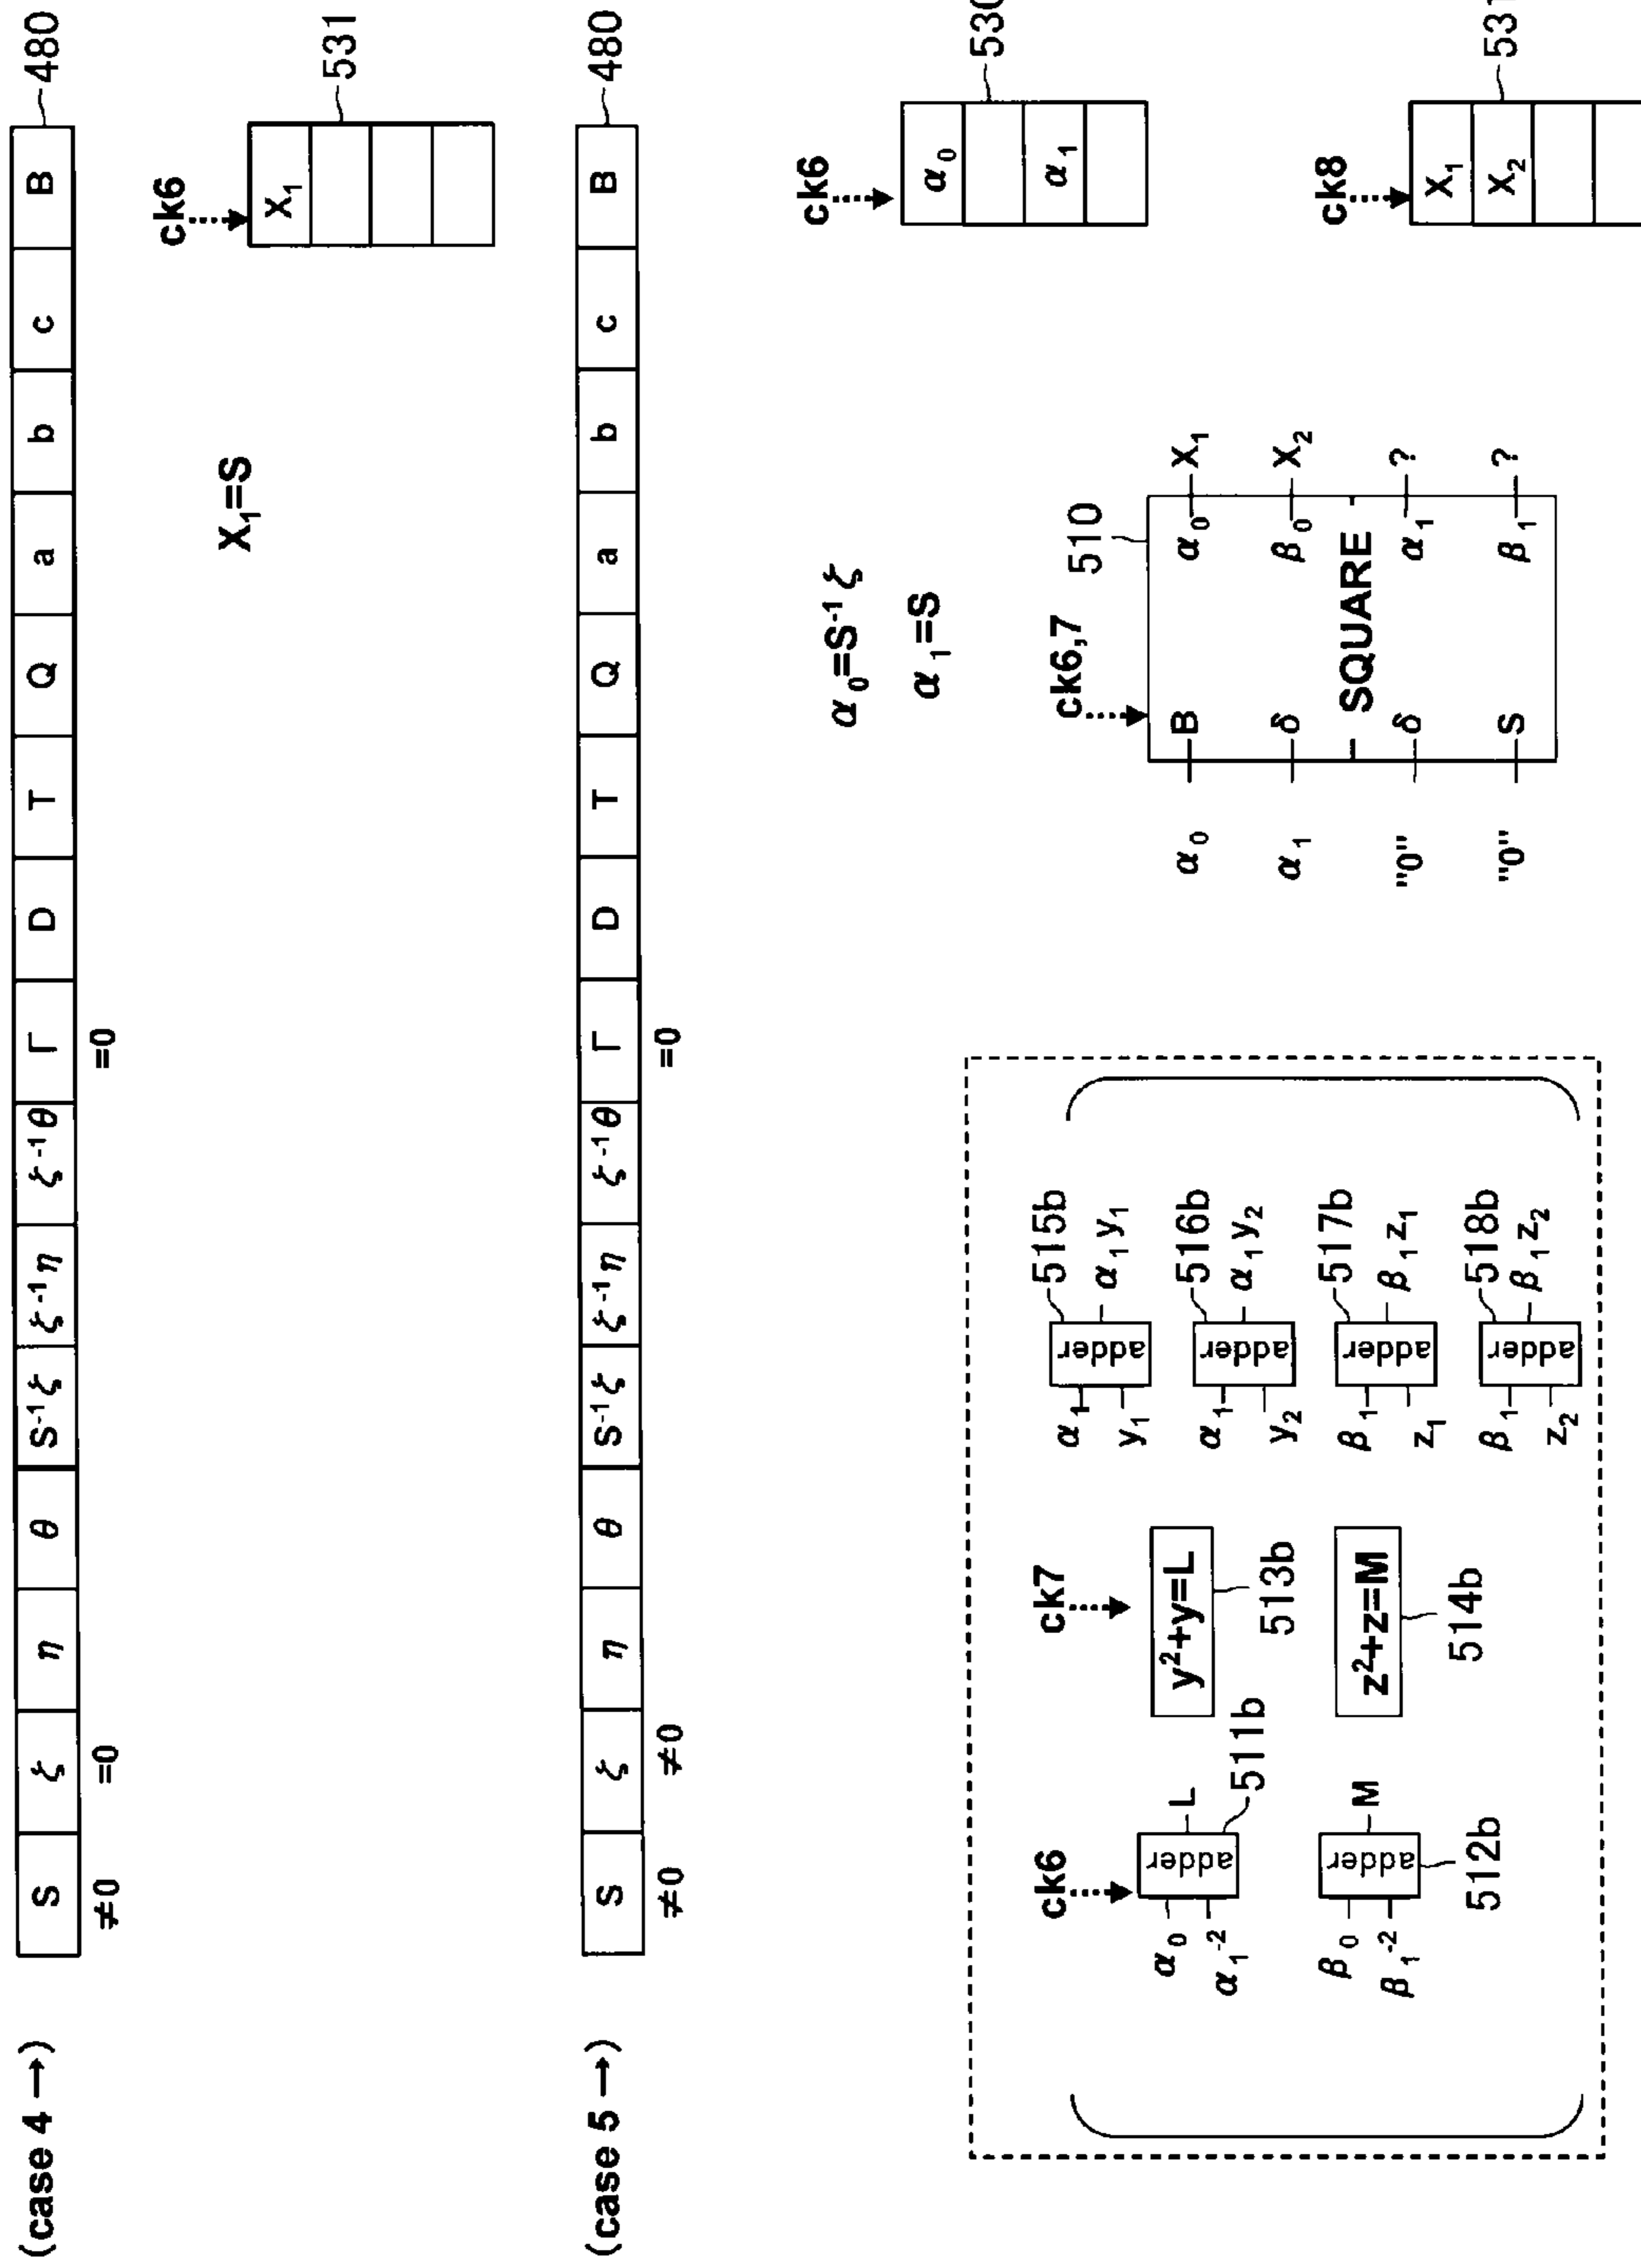 (case 4 →)
S ζ η θ S⁻¹ζ ζ⁻¹η ζ⁻¹θ Γ D T Q a b c B
480
≠0 =0 =0
X₁=S
ck6
X₁
531
(case 5 →)
S ζ η θ S⁻¹ζ ζ⁻¹η ζ⁻¹θ Γ D T Q a b c B
480
≠0 ≠0 =0
α₀=S⁻¹ζ
α₁=S
ck6
α₀
α₁
530
ck6
α₀
α₁⁻²
adder
L
511b
β₀
β₁⁻²
adder
M
512b
ck7
y²+y=L
513b
z²+z=M
514b
α₁
y₁
adder
515b
α₁y₁
α₁
y₂
adder
516b
α₁y₂
β₁
z₁
adder
517b
β₁z₁
β₁
z₂
adder
518b
β₁z₂
ck6,7
510
α₀ B α₀ X₁
α₁ δ β₀ X₂
SQUARE
"0" δ α₁ ?
"0" S β₁ ?
ck8
X₁
X₂
531